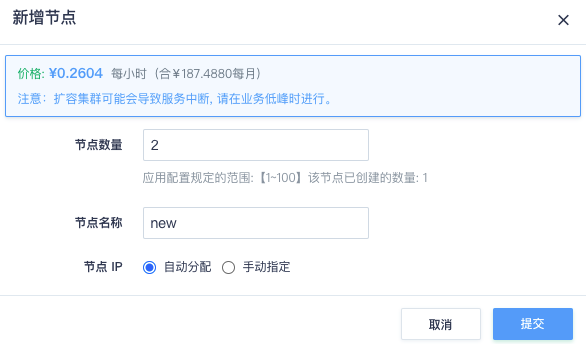 新增节点
价格: ¥0.2604 每小时（合¥187.4880每月）
注意：扩容集群可能会导致服务中断, 请在业务低峰时进行。
节点数量 2
应用配置规定的范围:【1~100】该节点已创建的数量: 1
节点名称 new
节点 IP 自动分配 手动指定
取消 提交